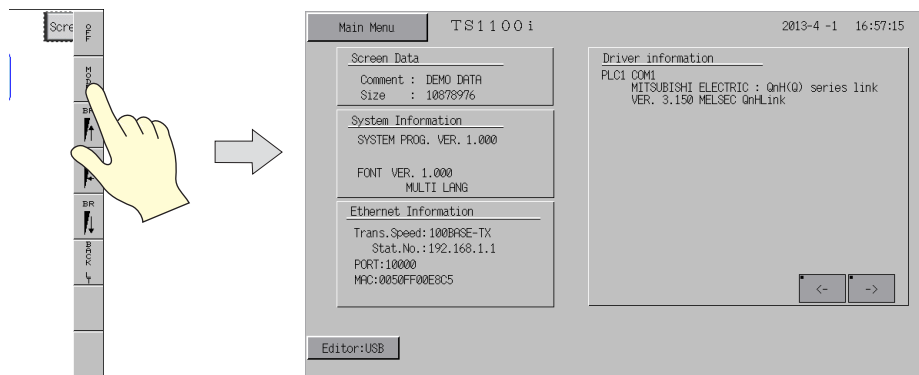 Scre
OFF
BR
BR
BACK LT
Main Menu
TS1100i
2013-4 -1 16:57:15
Screen Data
Comment : DEMO DATA
Size : 10878976
System Information
SYSTEM PROG. VER. 1.000
FONT VER. 1.000
MULTI LANG
Ethernet Information
Trans.Speed:100BASE-TX
Stat.No.:192.168.1.1
PORT:10000
MAC:0050FF00E8C5
Driver information
PLC1 COM1
MITSUBISHI ELECTRIC : QnH(Q) series link
VER. 3.150 MELSEC QnHLink
<- ->
Editor:USB